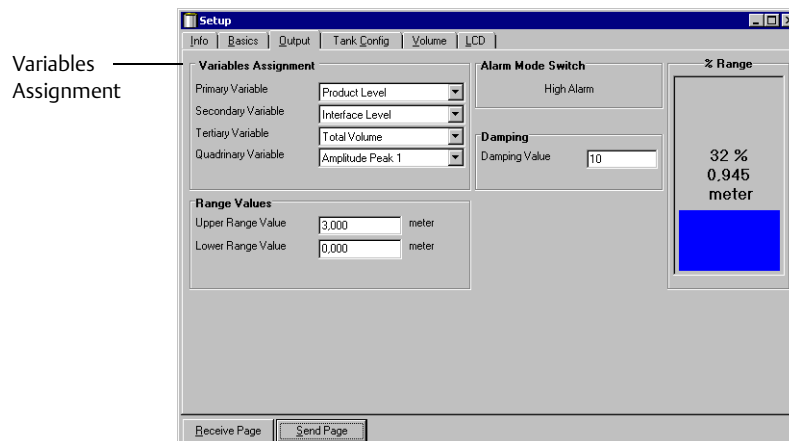 Setup
Info Basics Output Tank Config Volume LCD
Variables Assignment
Variables Assignment
Primary Variable Product Level
Secondary Variable Interface Level
Tertiary Variable Total Volume
Quadrinary Variable Amplitude Peak 1
Alarm Mode Switch
High Alarm
Damping
Damping Value 10
% Range
32 %
0,945
meter
Range Values
Upper Range Value 3,000 meter
Lower Range Value 0,000 meter
Receive Page Send Page